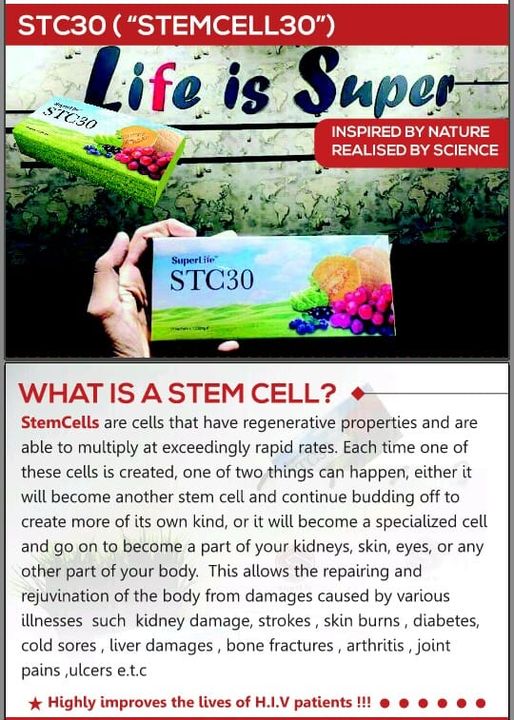 STC30 ( “STEMCELL30”)
Life is Super
INSPIRED BY NATURE
REALISED BY SCIENCE
SuperLife
STC30
SuperLife™
STC30
WHAT IS A STEM CELL?
StemCells are cells that have regenerative properties and are
able to multiply at exceedingly rapid rates. Each time one of
these cells is created, one of two things can happen, either it
will become another stem cell and continue budding off to
create more of its own kind, or it will become a specialized cell
and go on to become a part of your kidneys, skin, eyes, or any
other part of your body. This allows the repairing and
rejuvination of the body from damages caused by various
illnesses such kidney damage, strokes , skin burns , diabetes,
cold sores , liver damages , bone fractures , arthritis , joint
pains ,ulcers e.t.c
★ Highly improves the lives of H.I.V patients !!!